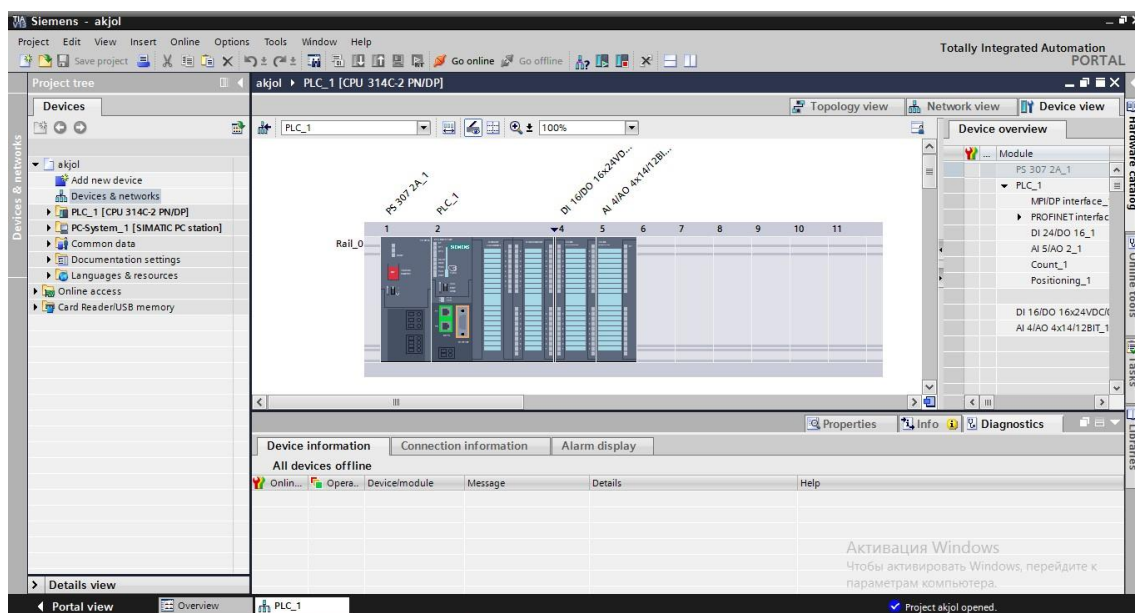 Siemens - akjol
Project Edit View Insert Online Options Tools Window Help
Totally Integrated Automation
PORTAL
Save project Go online Go offline
Project tree
akjol PLC_1 [CPU 314C-2 PN/DP]
Devices
Topology view Network view Device view
PLC_1 100%
Device overview
akjol
Add new device
Devices & networks
PLC_1 [CPU 314C-2 PN/DP]
PC-System_1 [SIMATIC PC station]
Common data
Documentation settings
Languages & resources
Online access
Card Reader/USB memory
Devices & networks
PS 307 2A_1
PLC_1
DI 16/DO 16x24VD...
AI 4/AO 4x14/12BI...
1 2 4 5 6 7 8 9 10 11
Rail_0
SIEMENS
... Module
PS 307 2A_1
PLC_1
MPI/DP interface_
PROFINET interfac
DI 24/DO 16_1
AI 5/AO 2_1
Count_1
Positioning_1
DI 16/DO 16x24VDC/
AI 4/AO 4x14/12BIT_1
Hardware catalog
Online tools
Tasks
Libraries
Properties Info Diagnostics
Device information Connection information Alarm display
All devices offline
Onlin... Opera... Device/module Message Details Help
Активация Windows
Чтобы активировать Windows, перейдите к
параметрам компьютера.
Details view
Portal view Overview PLC_1 Project akjol opened.